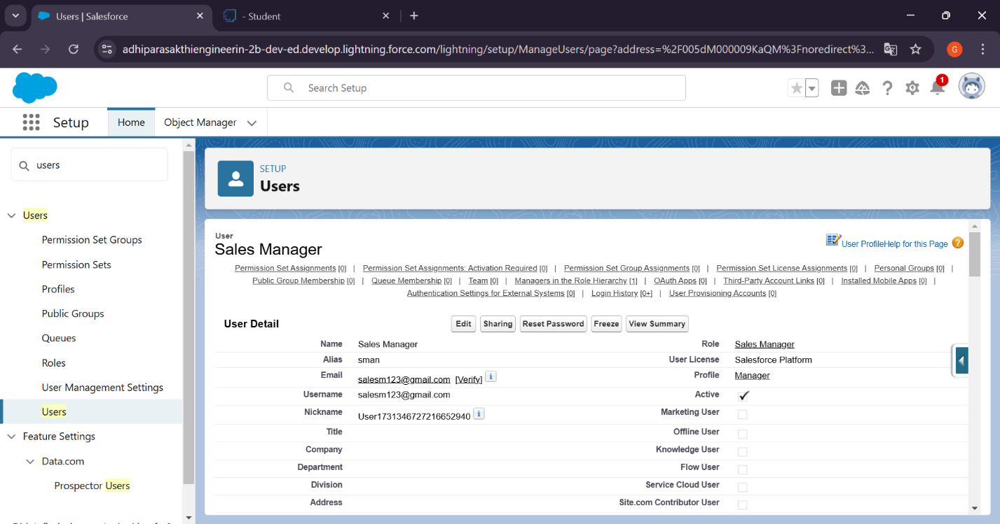 Users | Salesforce
- Student
adhiparasakthiengineerin-2b-dev-ed.develop.lightning.force.com/lightning/setup/ManageUsers/page?address=%2F005dM000009KaQM%3Fnoredirect%3...
G
Search Setup
1
Setup
Home
Object Manager
users
SETUP
Users
Users
Permission Set Groups
Permission Sets
Profiles
Public Groups
Queues
Roles
User Management Settings
Users
Feature Settings
Data.com
Prospector Users
User
Sales Manager
User Profile Help for this Page ?
Permission Set Assignments [0] | Permission Set Assignments: Activation Required [0] | Permission Set Group Assignments [0] | Permission Set License Assignments [0] | Personal Groups [0] |
Public Group Membership [0] | Queue Membership [0] | Team [0] | Managers in the Role Hierarchy [1] | OAuth Apps [0] | Third-Party Account Links [0] | Installed Mobile Apps [0] |
Authentication Settings for External Systems [0] | Login History [0+] | User Provisioning Accounts [0]
User Detail
Edit Sharing Reset Password Freeze View Summary
Name Sales Manager Role Sales Manager
Alias sman User License Salesforce Platform
Email salesm123@gmail.com [Verify] i Profile Manager
Username salesm123@gmail.com Active
Nickname User1731346727216652940 i Marketing User
Title Offline User
Company Knowledge User
Department Flow User
Division Service Cloud User
Address Site.com Contributor User